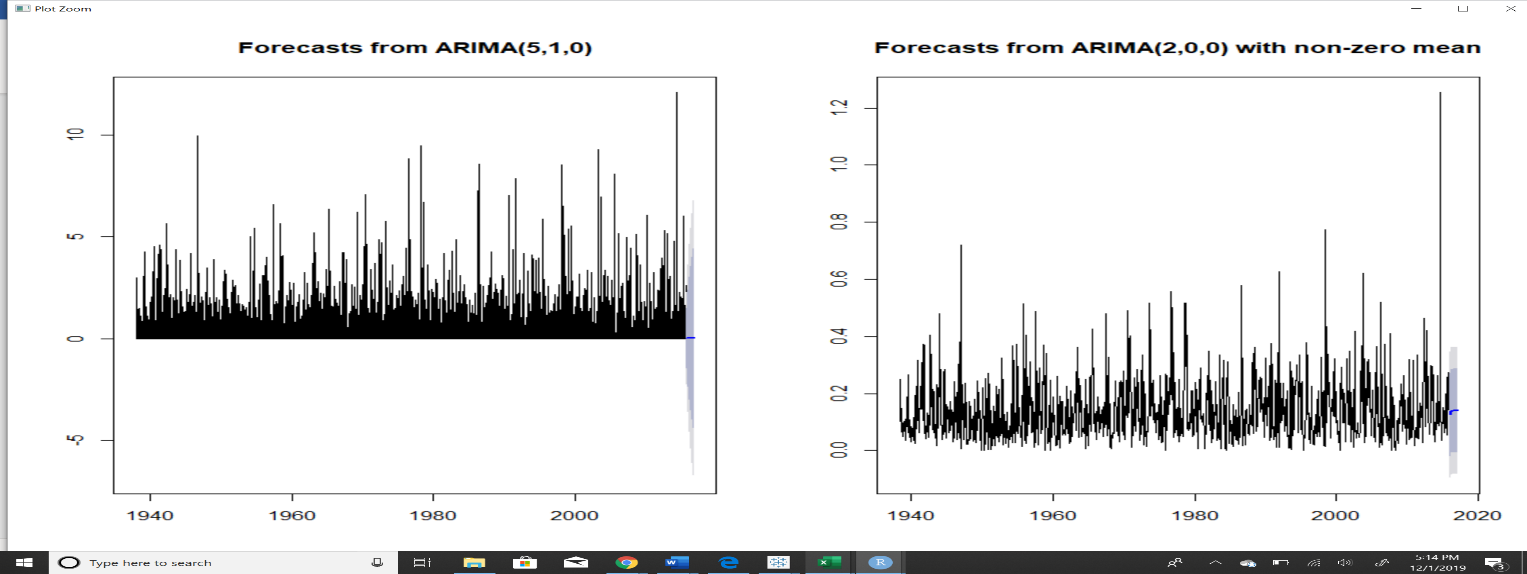 Plot Zoom
Forecasts from ARIMA(5,1,0)
10
5
0
-5
1940
1960
1980
2000
Forecasts from ARIMA(2,0,0) with non-zero mean
1.2
1.0
0.8
0.6
0.4
0.2
0.0
1940
1960
1980
2000
2020
Type here to search
W
X
R
5:14 PM
12/1/2019
3